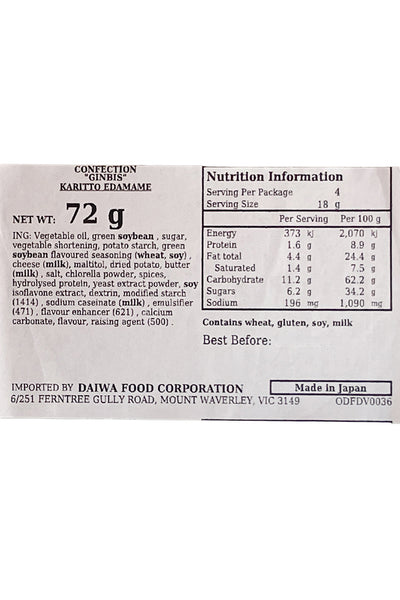 CONFECTION
"GINBIS"
KARITTO EDAMAME
NET WT: 72 g
ING: Vegetable oil, green soybean , sugar,
vegetable shortening, potato starch, green
soybean flavoured seasoning (wheat, soy) ,
cheese (milk), maltitol, dried potato, butter
(milk) , salt, chlorella powder, spices,
hydrolysed protein, yeast extract powder, soy
isoflavone extract, dextrin, modified starch
(1414) , sodium caseinate (milk) , emulsifier
(471) , flavour enhancer (621) , calcium
carbonate, flavour, raising agent (500) .
Nutrition Information
Serving Per Package 4
Serving Size 18 g
Per Serving Per 100 g
Energy 373 kj 2,070 kj
Protein 1.6 g 8.9 g
Fat total 4.4 g 24.4 g
Saturated 1.4 g 7.5 g
Carbohydrate 11.2 g 62.2 g
Sugars 6.2 g 34.2 g
Sodium 196 mg 1,090 mg
Contains wheat, gluten, soy, milk
Best Before:
IMPORTED BY DAIWA FOOD CORPORATION
Made in Japan
6/251 FERNTREE GULLY ROAD, MOUNT WAVERLEY, VIC 3149 ODFDV0036